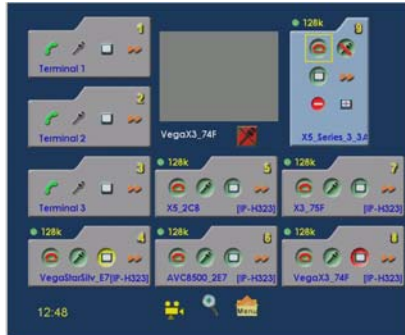 1
Terminal 1
2
Terminal 2
VegaX3_74F
128k 9
X5_Series_3_3A
3
Terminal 3
128k 5
X5_2C8 [IP-H323]
128k 7
X3_75F [IP-H323]
128k 4
VegaStarSilv_E7[IP-H323]
128k 6
AVC8500_2E7 [IP-H323]
128k 8
VegaX3_74F [IP-H323]
12:48
Menu